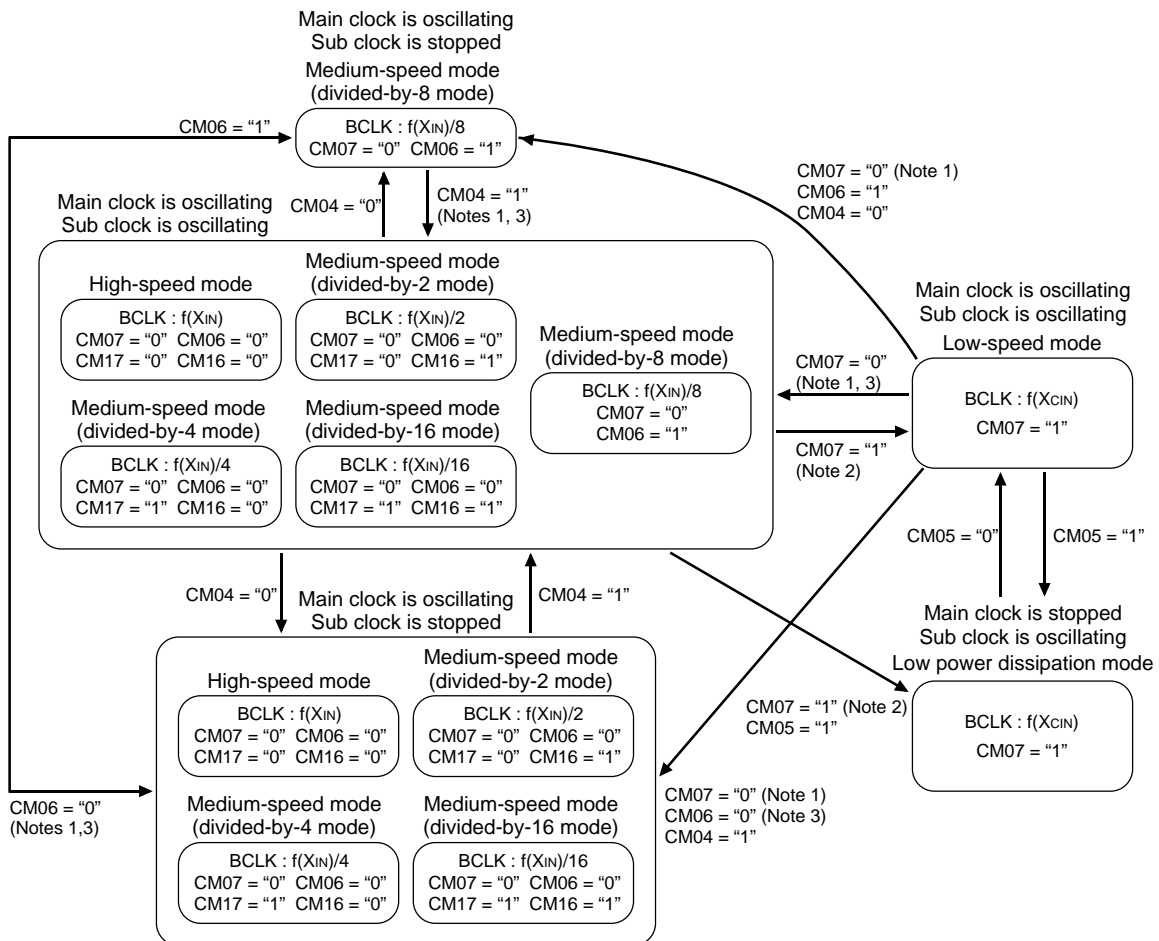 Main clock is oscillating
Sub clock is stopped
Medium-speed mode
(divided-by-8 mode)
CM06 = “1”
BCLK : f(XIN)/8
CM07 = “0” CM06 = “1”
Main clock is oscillating
Sub clock is oscillating
CM04 = “0”
CM04 = “1”
(Notes 1, 3)
CM07 = “0” (Note 1)
CM06 = “1”
CM04 = “0”
High-speed mode
BCLK : f(XIN)
CM07 = “0” CM06 = “0”
CM17 = “0” CM16 = “0”
Medium-speed mode
(divided-by-2 mode)
BCLK : f(XIN)/2
CM07 = “0” CM06 = “0”
CM17 = “0” CM16 = “1”
Medium-speed mode
(divided-by-8 mode)
BCLK : f(XIN)/8
CM07 = “0”
CM06 = “1”
Medium-speed mode
(divided-by-4 mode)
BCLK : f(XIN)/4
CM07 = “0” CM06 = “0”
CM17 = “1” CM16 = “0”
Medium-speed mode
(divided-by-16 mode)
BCLK : f(XIN)/16
CM07 = “0” CM06 = “0”
CM17 = “1” CM16 = “1”
CM07 = “0”
(Note 1, 3)
CM07 = “1”
(Note 2)
Main clock is oscillating
Sub clock is oscillating
Low-speed mode
BCLK : f(XCIN)
CM07 = “1”
CM05 = “0”
CM05 = “1”
CM04 = “0”
Main clock is oscillating
Sub clock is stopped
CM04 = “1”
Main clock is stopped
Sub clock is oscillating
Low power dissipation mode
BCLK : f(XCIN)
CM07 = “1”
CM07 = “1” (Note 2)
CM05 = “1”
High-speed mode
BCLK : f(XIN)
CM07 = “0” CM06 = “0”
CM17 = “0” CM16 = “0”
Medium-speed mode
(divided-by-2 mode)
BCLK : f(XIN)/2
CM07 = “0” CM06 = “0”
CM17 = “0” CM16 = “1”
CM06 = “0”
(Notes 1,3)
Medium-speed mode
(divided-by-4 mode)
BCLK : f(XIN)/4
CM07 = “0” CM06 = “0”
CM17 = “1” CM16 = “0”
Medium-speed mode
(divided-by-16 mode)
BCLK : f(XIN)/16
CM07 = “0” CM06 = “0”
CM17 = “1” CM16 = “1”
CM07 = “0” (Note 1)
CM06 = “0” (Note 3)
CM04 = “1”